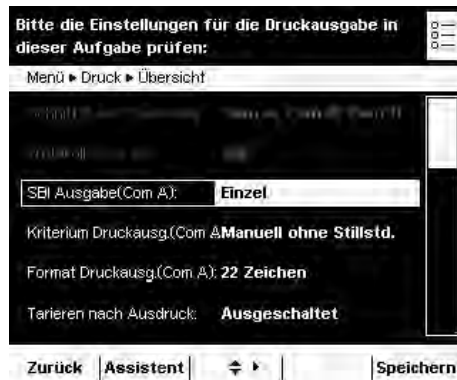 Bitte die Einstellungen für die Druckausgabe in
dieser Aufgabe prüfen:
Menü ▸ Druck ▸ Übersicht
SBI Ausgabe(Com A): Einzel
Kriterium Druckausg.(Com A Manuell ohne Stillstd.
Format Druckausg.(Com A): 22 Zeichen
Tarieren nach Ausdruck: Ausgeschaltet
Zurück Assistent Speichern